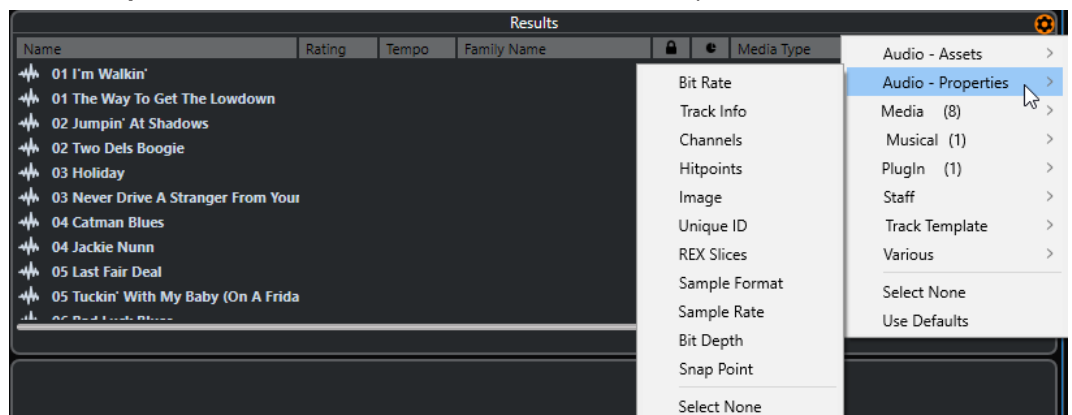 Results
Name Rating Tempo Family Name Media Type
01 I'm Walkin'
01 The Way To Get The Lowdown
02 Jumpin' At Shadows
02 Two Dels Boogie
03 Holiday
03 Never Drive A Stranger From Your
04 Catman Blues
04 Jackie Nunn
05 Last Fair Deal
05 Tuckin' With My Baby (On A Frida
Bit Rate
Track Info
Channels
Hitpoints
Image
Unique ID
REX Slices
Sample Format
Sample Rate
Bit Depth
Snap Point
Select None
Audio - Assets >
Audio - Properties >
Media (8) >
Musical (1) >
PlugIn (1) >
Staff >
Track Template >
Various >
Select None
Use Defaults